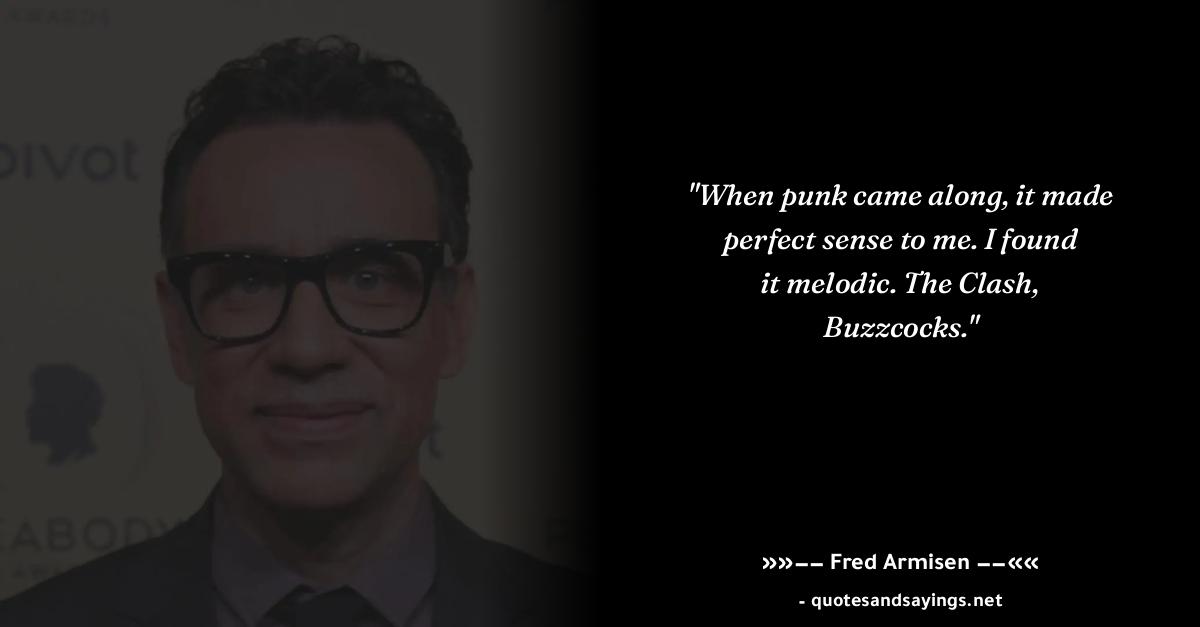 AWARDS
pivot
t
EABODY
"When punk came along, it made
perfect sense to me. I found
it melodic. The Clash,
Buzzcocks."
»»—— Fred Armisen ——««
- quotesandsayings.net